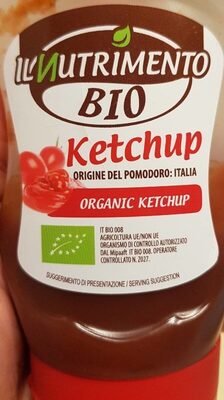 IL NUTRIMENTO
BIO
Ketchup
ORIGINE DEL POMODORO: ITALIA
ORGANIC KETCHUP
IT BIO 008
AGRICOLTURA UE/NON UE
ORGANISMO DI CONTROLLO AUTORIZZATO
DAL Mipaaft IT BIO 008. OPERATORE
CONTROLLATO N. 2027.
SUGGERIMENTO DI PRESENTAZIONE / SERVING SUGGESTION